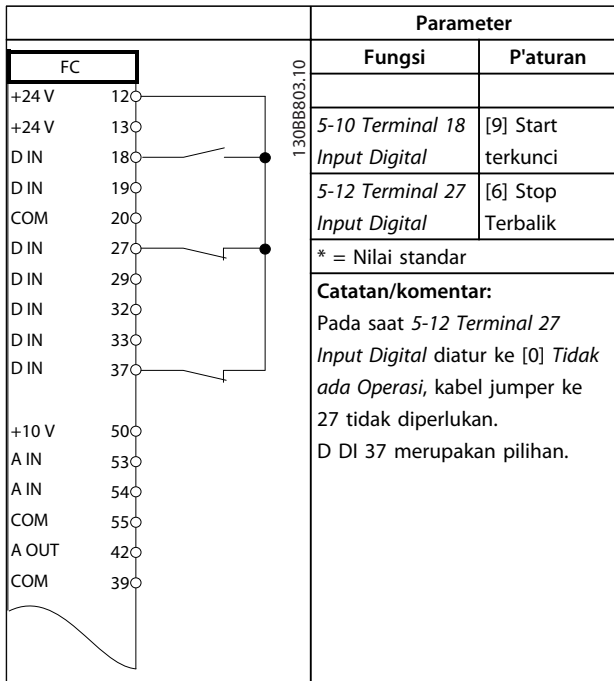 FC
+24 V 12
+24 V 13
D IN 18
D IN 19
COM 20
D IN 27
D IN 29
D IN 32
D IN 33
D IN 37
+10 V 50
A IN 53
A IN 54
COM 55
A OUT 42
COM 39
130BB803.10
Parameter
Fungsi P'aturan
5-10 Terminal 18 [9] Start
Input Digital terkunci
5-12 Terminal 27 [6] Stop
Input Digital Terbalik
* = Nilai standar
Catatan/komentar:
Pada saat 5-12 Terminal 27
Input Digital diatur ke [0] Tidak
ada Operasi, kabel jumper ke
27 tidak diperlukan.
D DI 37 merupakan pilihan.